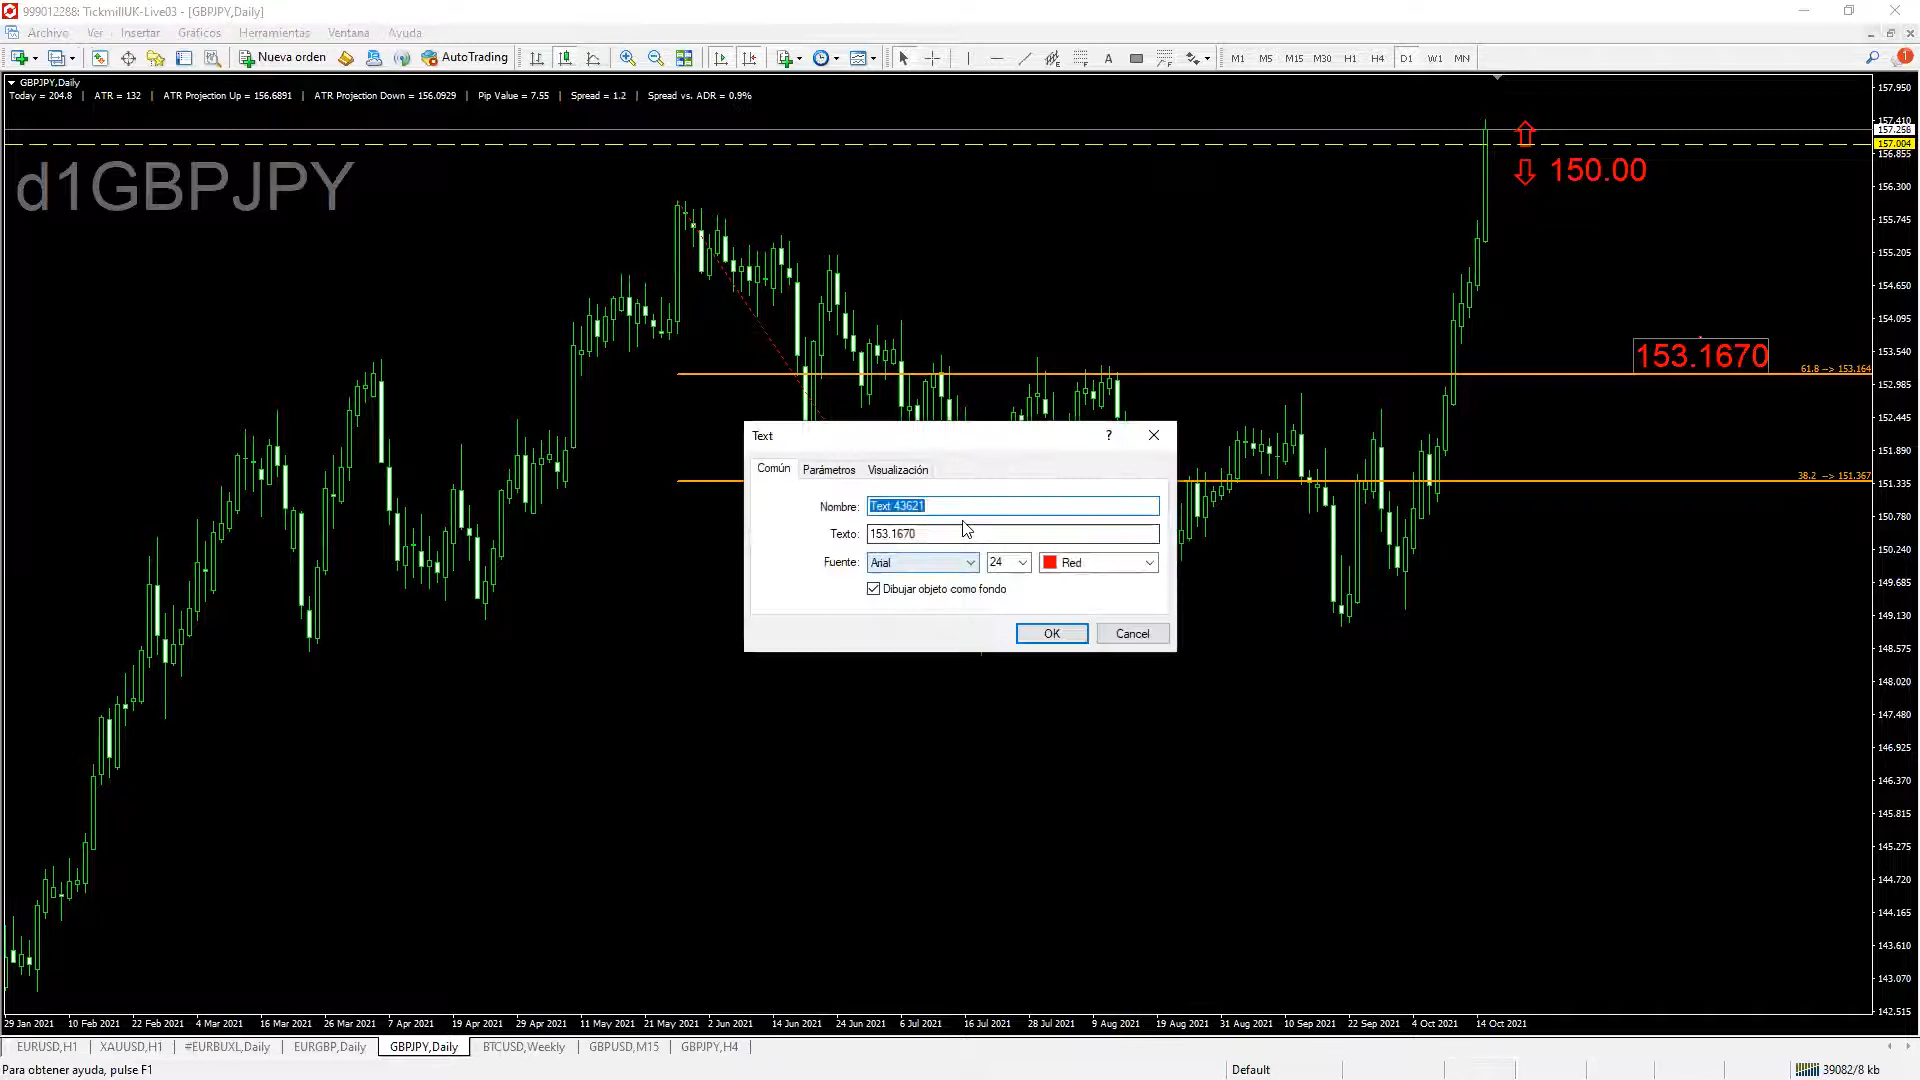 999012288: TickmillUK-Live03 - [GBPJPY,Daily]
Archivo Ver Insertar Gráficos Herramientas Ventana Ayuda
Nueva orden AutoTrading A M1 M5 M15 M30 H1 H4 D1 W1 MN 1
GBPJPY,Daily
Today = 204.8 | ATR = 132 | ATR Projection Up = 156.6891 | ATR Projection Down = 156.0929 | Pip Value = 7.55 | Spread = 1.2 | Spread vs. ADR = 0.9%
d1GBPJPY
150.00
153.1670
61.8 --> 153.164
38.2 --> 151.367
Text ?
Común Parámetros Visualización
Nombre: Text 43621
Texto: 153.1670
Fuente: Arial 24 Red
Dibujar objeto como fondo
OK Cancel
157.950
157.410
157.256
157.004
156.855
156.300
155.745
155.205
154.650
154.095
153.540
152.985
152.445
151.890
151.335
150.780
150.240
149.685
149.130
148.575
148.020
147.480
146.925
146.370
145.815
145.275
144.720
144.165
143.610
143.070
142.515
29 Jan 2021 10 Feb 2021 22 Feb 2021 4 Mar 2021 16 Mar 2021 26 Mar 2021 7 Apr 2021 19 Apr 2021 29 Apr 2021 11 May 2021 21 May 2021 2 Jun 2021 14 Jun 2021 24 Jun 2021 6 Jul 2021 16 Jul 2021 28 Jul 2021 9 Aug 2021 19 Aug 2021 31 Aug 2021 10 Sep 2021 22 Sep 2021 4 Oct 2021 14 Oct 2021
EURUSD,H1 XAUUSD,H1 #EURBUXL,Daily EURGBP,Daily GBPJPY,Daily BTCUSD,Weekly GBPUSD,M15 GBPJPY,H4
Para obtener ayuda, pulse F1 Default 39082/8 kb